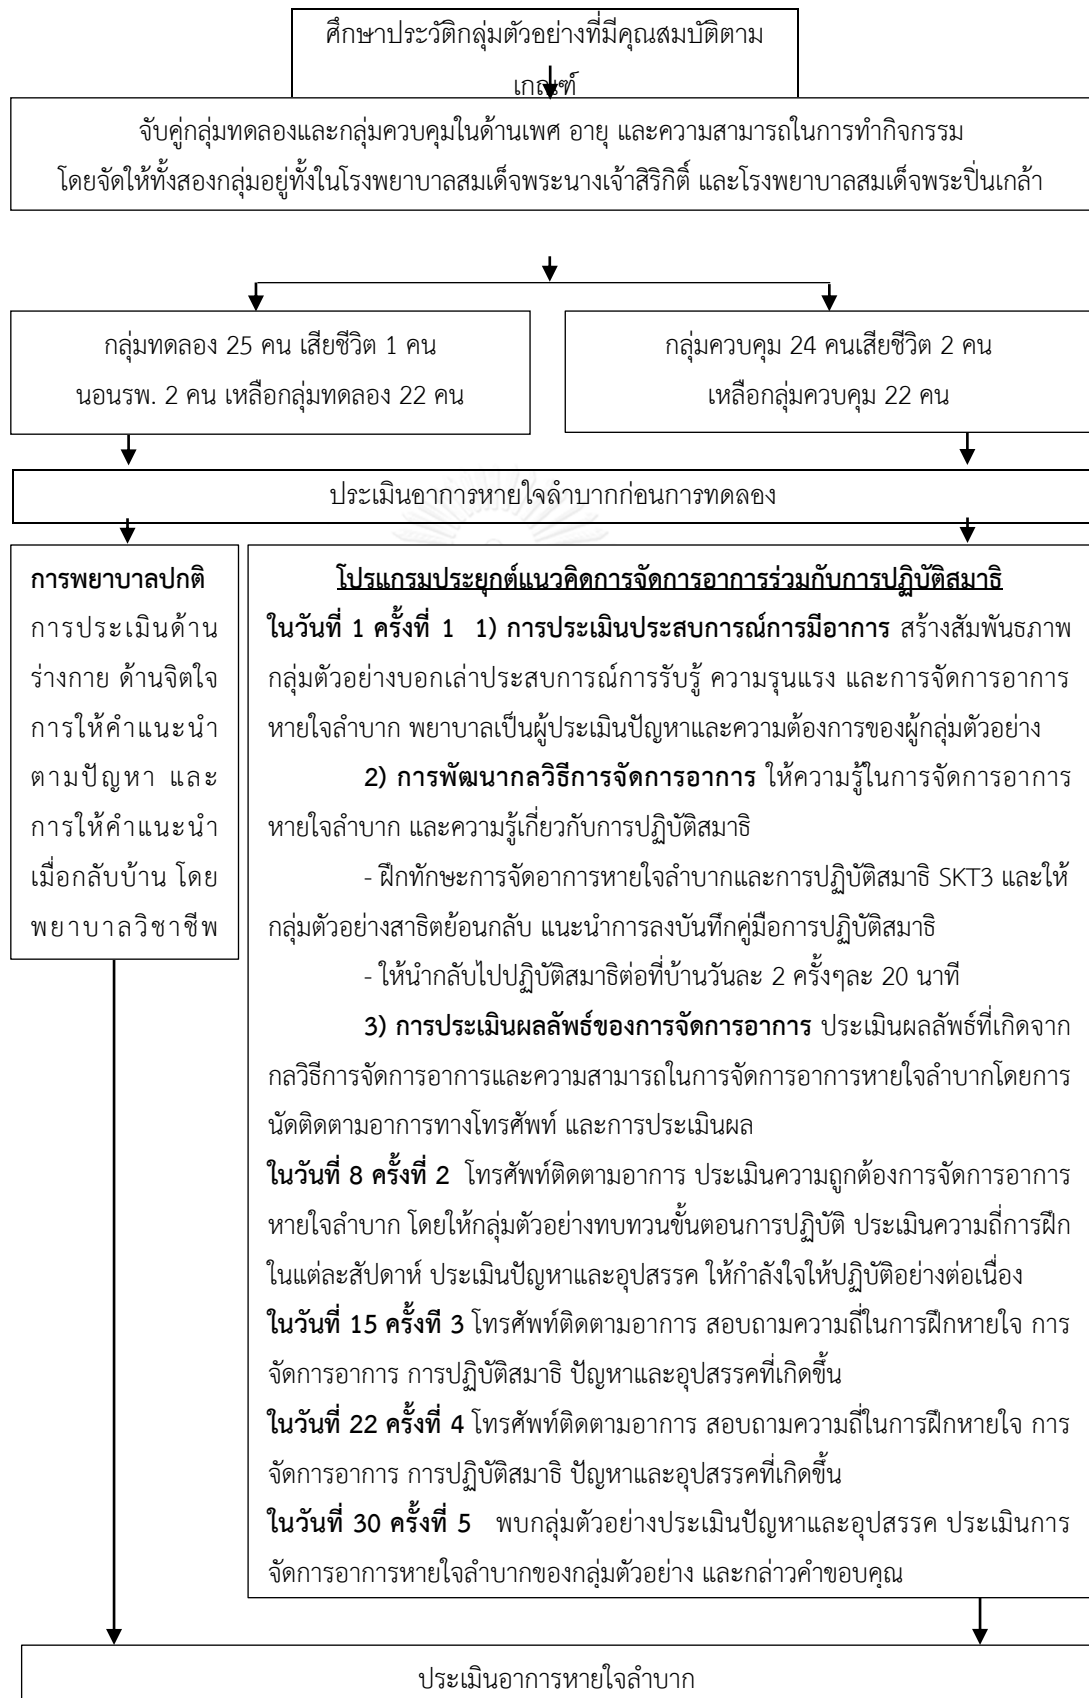 ศึกษาประวัติกลุ่มตัวอย่างที่มีคุณสมบัติตาม
เกณฑ์
จับคู่กลุ่มทดลองและกลุ่มควบคุมในด้านเพศ อายุ และความสามารถในการทำกิจกรรม
โดยจัดให้ทั้งสองกลุ่มอยู่ทั้งในโรงพยาบาลสมเด็จพระนางเจ้าสิริกิติ์ และโรงพยาบาลสมเด็จพระปิ่นเกล้า
กลุ่มทดลอง 25 คน เสียชีวิต 1 คน
นอนรพ. 2 คน เหลือกลุ่มทดลอง 22 คน
กลุ่มควบคุม 24 คนเสียชีวิต 2 คน
เหลือกลุ่มควบคุม 22 คน
ประเมินอาการหายใจลำบากก่อนการทดลอง
การพยาบาลปกติ
การประเมินด้าน
ร่างกาย ด้านจิตใจ
การให้คำแนะนำ
ตามปัญหา และ
การให้คำแนะนำ
เมื่อกลับบ้าน โดย
พยาบาลวิชาชีพ
โปรแกรมประยุกต์แนวคิดการจัดการอาการร่วมกับการปฏิบัติสมาธิ
ในวันที่ 1 ครั้งที่ 1 1) การประเมินประสบการณ์การมีอาการ สร้างสัมพันธภาพ
กลุ่มตัวอย่างบอกเล่าประสบการณ์การรับรู้ ความรุนแรง และการจัดการอาการ
หายใจลำบาก พยาบาลเป็นผู้ประเมินปัญหาและความต้องการของผู้กลุ่มตัวอย่าง
2) การพัฒนากลวิธีการจัดการอาการ ให้ความรู้ในการจัดการอาการ
หายใจลำบาก และความรู้เกี่ยวกับการปฏิบัติสมาธิ
- ฝึกทักษะการจัดอาการหายใจลำบากและการปฏิบัติสมาธิ SKT3 และให้
กลุ่มตัวอย่างสาธิตย้อนกลับ แนะนำการลงบันทึกคู่มือการปฏิบัติสมาธิ
- ให้นำกลับไปปฏิบัติสมาธิต่อที่บ้านวันละ 2 ครั้งๆละ 20 นาที
3) การประเมินผลลัพธ์ของการจัดการอาการ ประเมินผลลัพธ์ที่เกิดจาก
กลวิธีการจัดการอาการและความสามารถในการจัดการอาการหายใจลำบากโดยการ
นัดติดตามอาการทางโทรศัพท์ และการประเมินผล
ในวันที่ 8 ครั้งที่ 2 โทรศัพท์ติดตามอาการ ประเมินความถูกต้องการจัดการอาการ
หายใจลำบาก โดยให้กลุ่มตัวอย่างทบทวนขั้นตอนการปฏิบัติ ประเมินความถี่การฝึก
ในแต่ละสัปดาห์ ประเมินปัญหาและอุปสรรค ให้กำลังใจให้ปฏิบัติอย่างต่อเนื่อง
ในวันที่ 15 ครั้งที 3 โทรศัพท์ติดตามอาการ สอบถามความถี่ในการฝึกหายใจ การ
จัดการอาการ การปฏิบัติสมาธิ ปัญหาและอุปสรรคที่เกิดขึ้น
ในวันที่ 22 ครั้งที่ 4 โทรศัพท์ติดตามอาการ สอบถามความถี่ในการฝึกหายใจ การ
จัดการอาการ การปฏิบัติสมาธิ ปัญหาและอุปสรรคที่เกิดขึ้น
ในวันที่ 30 ครั้งที่ 5 พบกลุ่มตัวอย่างประเมินปัญหาและอุปสรรค ประเมินการ
จัดการอาการหายใจลำบากของกลุ่มตัวอย่าง และกล่าวคำขอบคุณ
ประเมินอาการหายใจลำบาก